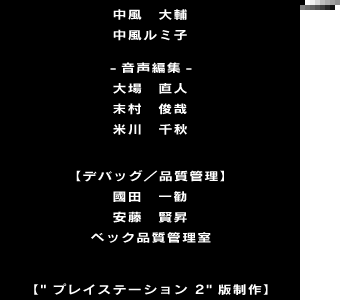 中風　大輔
中風ルミ子
- 音声編集 -
大場　直人
末村　俊哉
米川　千秋
【デバッグ／品質管理】
國田　一勧
安藤　賢昇
ベック品質管理室
【" プレイステーション 2" 版制作】